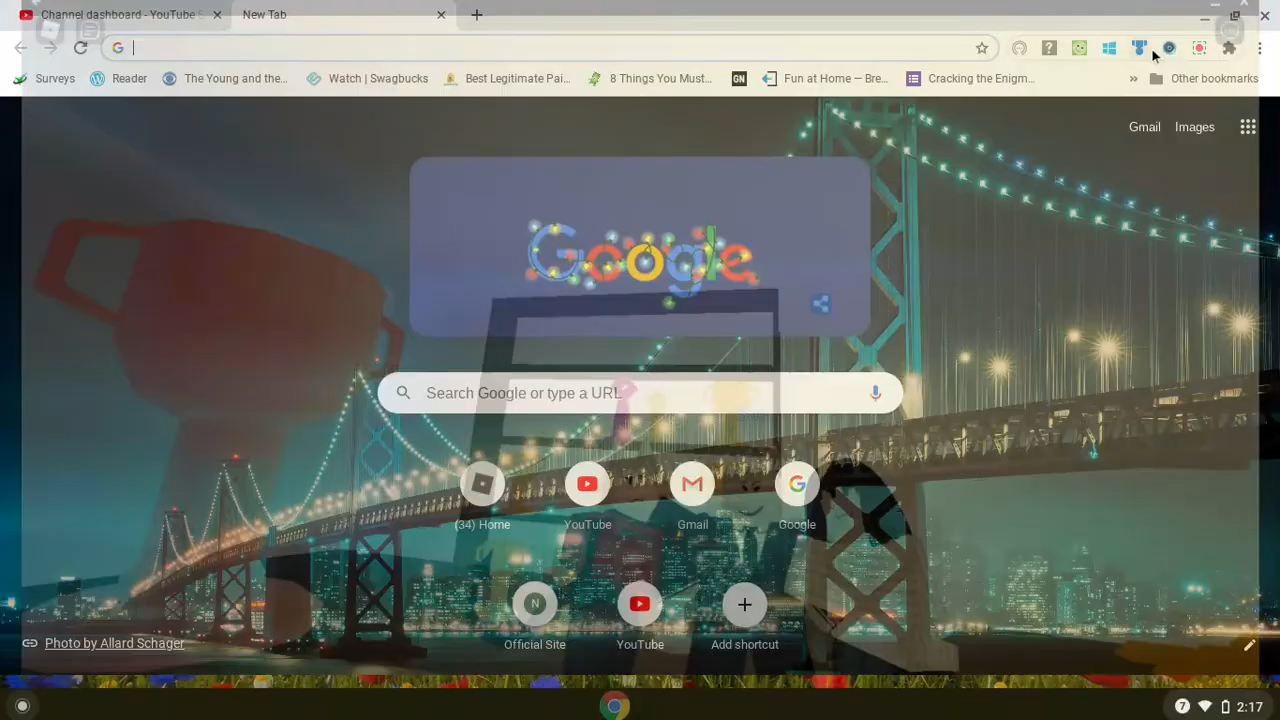 Channel dashboard - YouTube S
New Tab
Surveys
Reader
The Young and the...
Watch | Swagbucks
Best Legitimate Pai...
8 Things You Must...
GN
Fun at Home – Bre...
Cracking the Enigm...
»
Other bookmarks
Gmail
Images
Google
Search Google or type a URL
(34) Home
YouTube
Gmail
Google
N
Official Site
YouTube
Add shortcut
Photo by Allard Schager
7
2:17